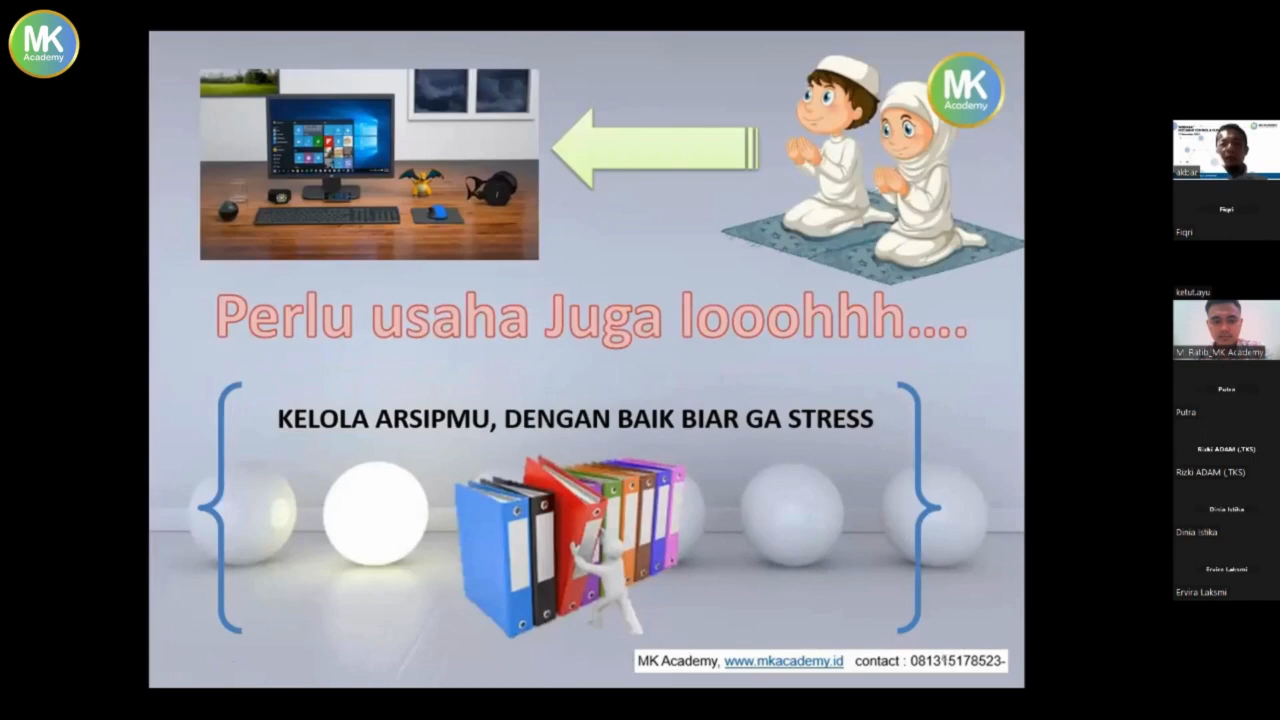 MK
Academy
MK
Academy
Perlu usaha Juga looohhh....
KELOLA ARSIPMU, DENGAN BAIK BIAR GA STRESS
MK Academy, www.mkacademy.id contact : 081315178523-
akbar
Fiqri
Fiqri
ketut.ayu
M. Ratib_MK Academy
Putra
Putra
Rizki ADAM (,TKS)
Rizki ADAM (,TKS)
Dinia Istika
Dinia Istika
Ervira Laksmi
Ervira Laksmi